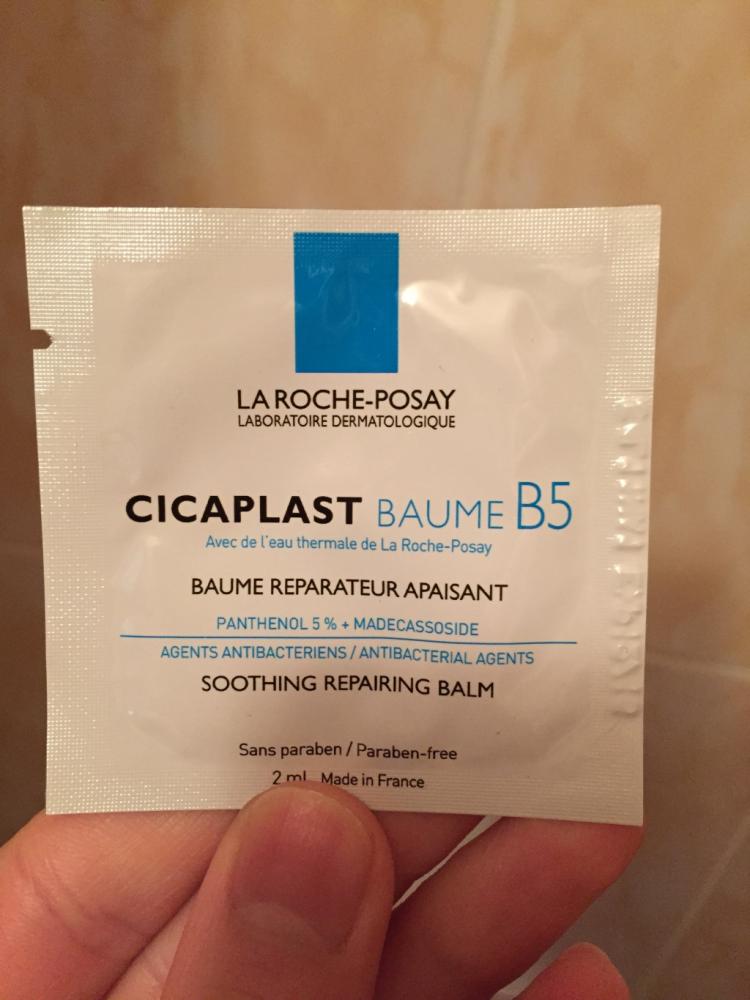 LA ROCHE-POSAY
LABORATOIRE DERMATOLOGIQUE
CICAPLAST BAUME B5
Avec de l'eau thermale de La Roche-Posay
BAUME REPARATEUR APAISANT
PANTHENOL 5 % + MADECASSOSIDE
AGENTS ANTIBACTERIENS / ANTIBACTERIAL AGENTS
SOOTHING REPAIRING BALM
Sans paraben / Paraben-free
2 ml Made in France